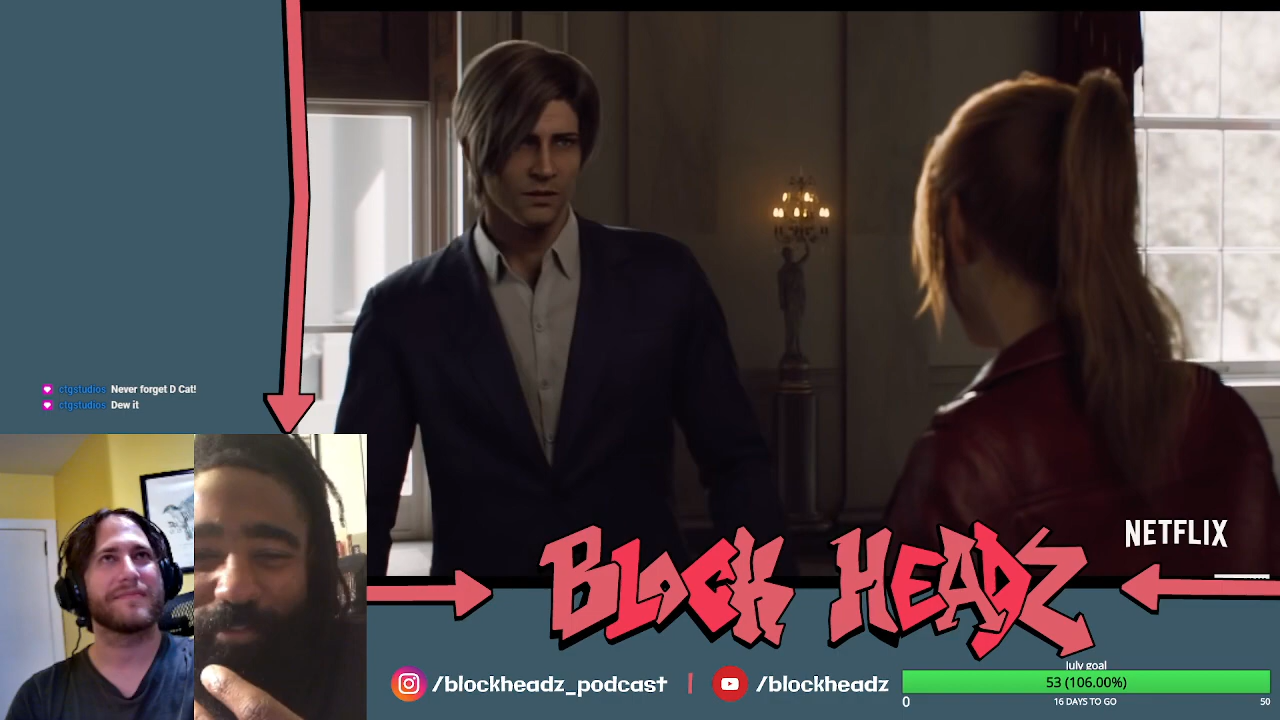 ctgstudios: Never forget D Cat!
ctgstudios: Dew it
NETFLIX
BLOCK HEADZ
/blockheadz_podcast | /blockheadz
July goal
53 (106.00%)
0 16 DAYS TO GO 50